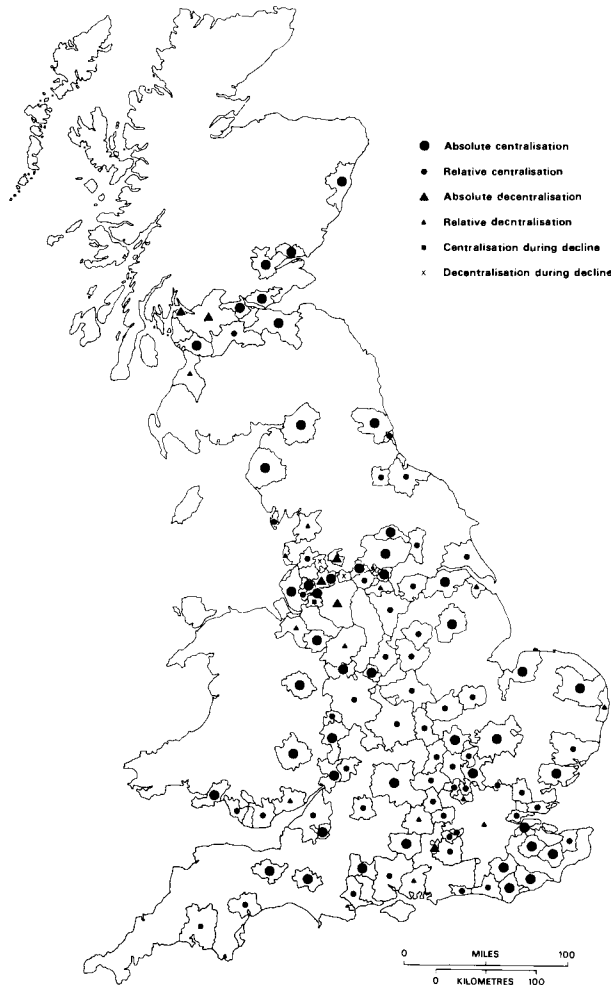 Absolute centralisation
Relative centralisation
Absolute decentralisation
Relative decntralisation
Centralisation during decline
Decentralisation during decline
MILES
0 100
0 100
KILOMETRES